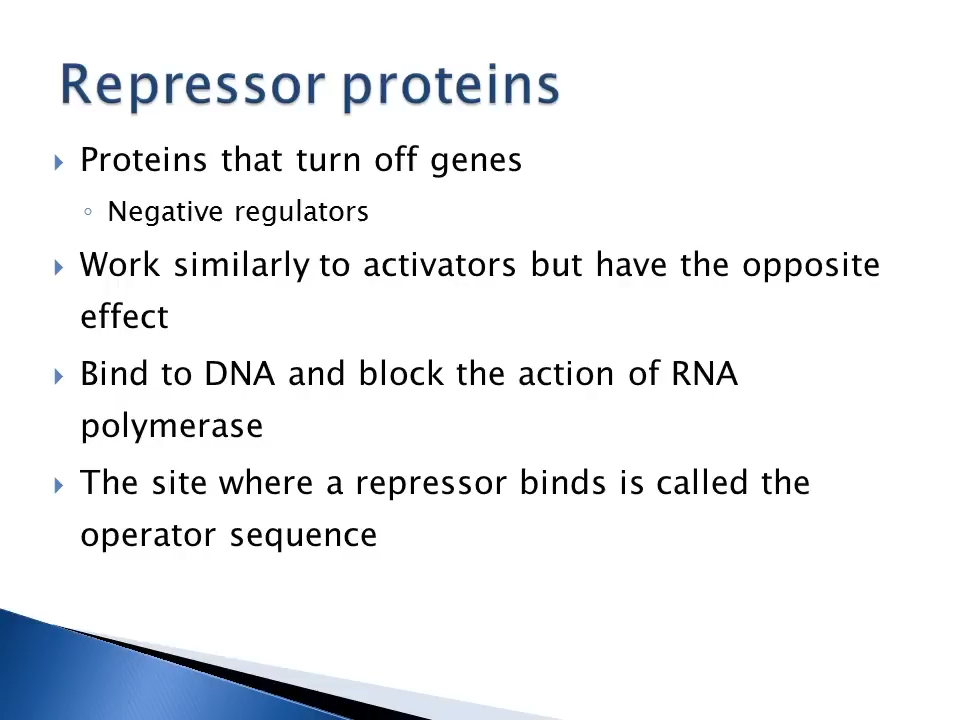 Repressor proteins
Proteins that turn off genes
Negative regulators
Work similarly to activators but have the opposite
effect
Bind to DNA and block the action of RNA
polymerase
The site where a repressor binds is called the
operator sequence